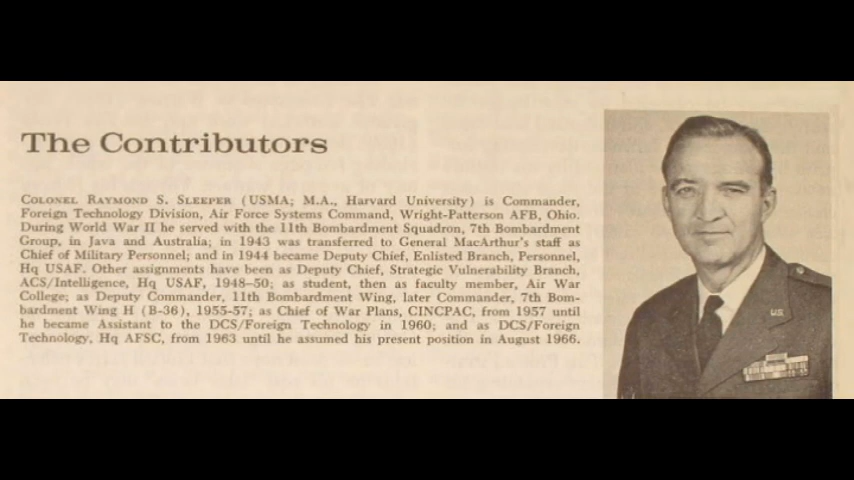 The Contributors
COLONEL RAYMOND S. SLEEPER (USMA; M.A., Harvard University) is Commander,
Foreign Technology Division, Air Force Systems Command, Wright-Patterson AFB, Ohio.
During World War II he served with the 11th Bombardment Squadron, 7th Bombardment
Group, in Java and Australia; in 1943 was transferred to General MacArthur's staff as
Chief of Military Personnel; and in 1944 became Deputy Chief, Enlisted Branch, Personnel,
Hq USAF. Other assignments have been as Deputy Chief, Strategic Vulnerability Branch,
ACS/Intelligence, Hq USAF, 1948–50; as student, then as faculty member, Air War
College; as Deputy Commander, 11th Bombardment Wing, later Commander, 7th Bom-
bardment Wing H (B-36), 1955-57; as Chief of War Plans, CINCPAC, from 1957 until
he became Assistant to the DCS/Foreign Technology in 1960; and as DCS/Foreign
Technology, Hq AFSC, from 1963 until he assumed his present position in August 1966.
U.S.